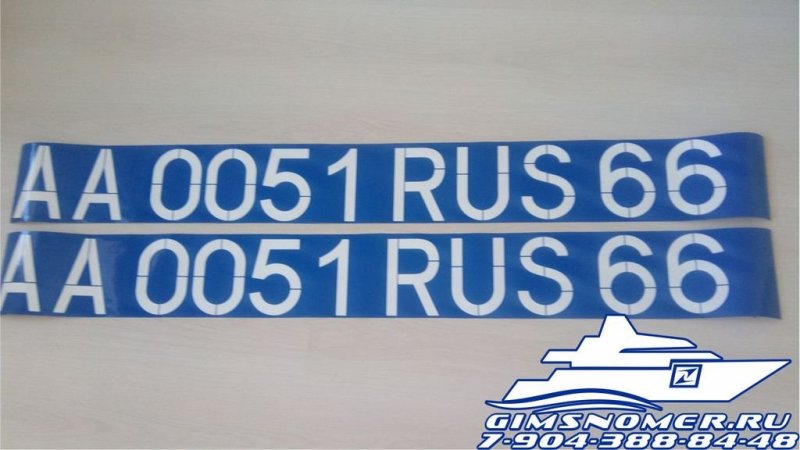 AA 0051 RUS 66
AA 0051 RUS 66
GIMSNOMER.RU
7-904-388-84-48